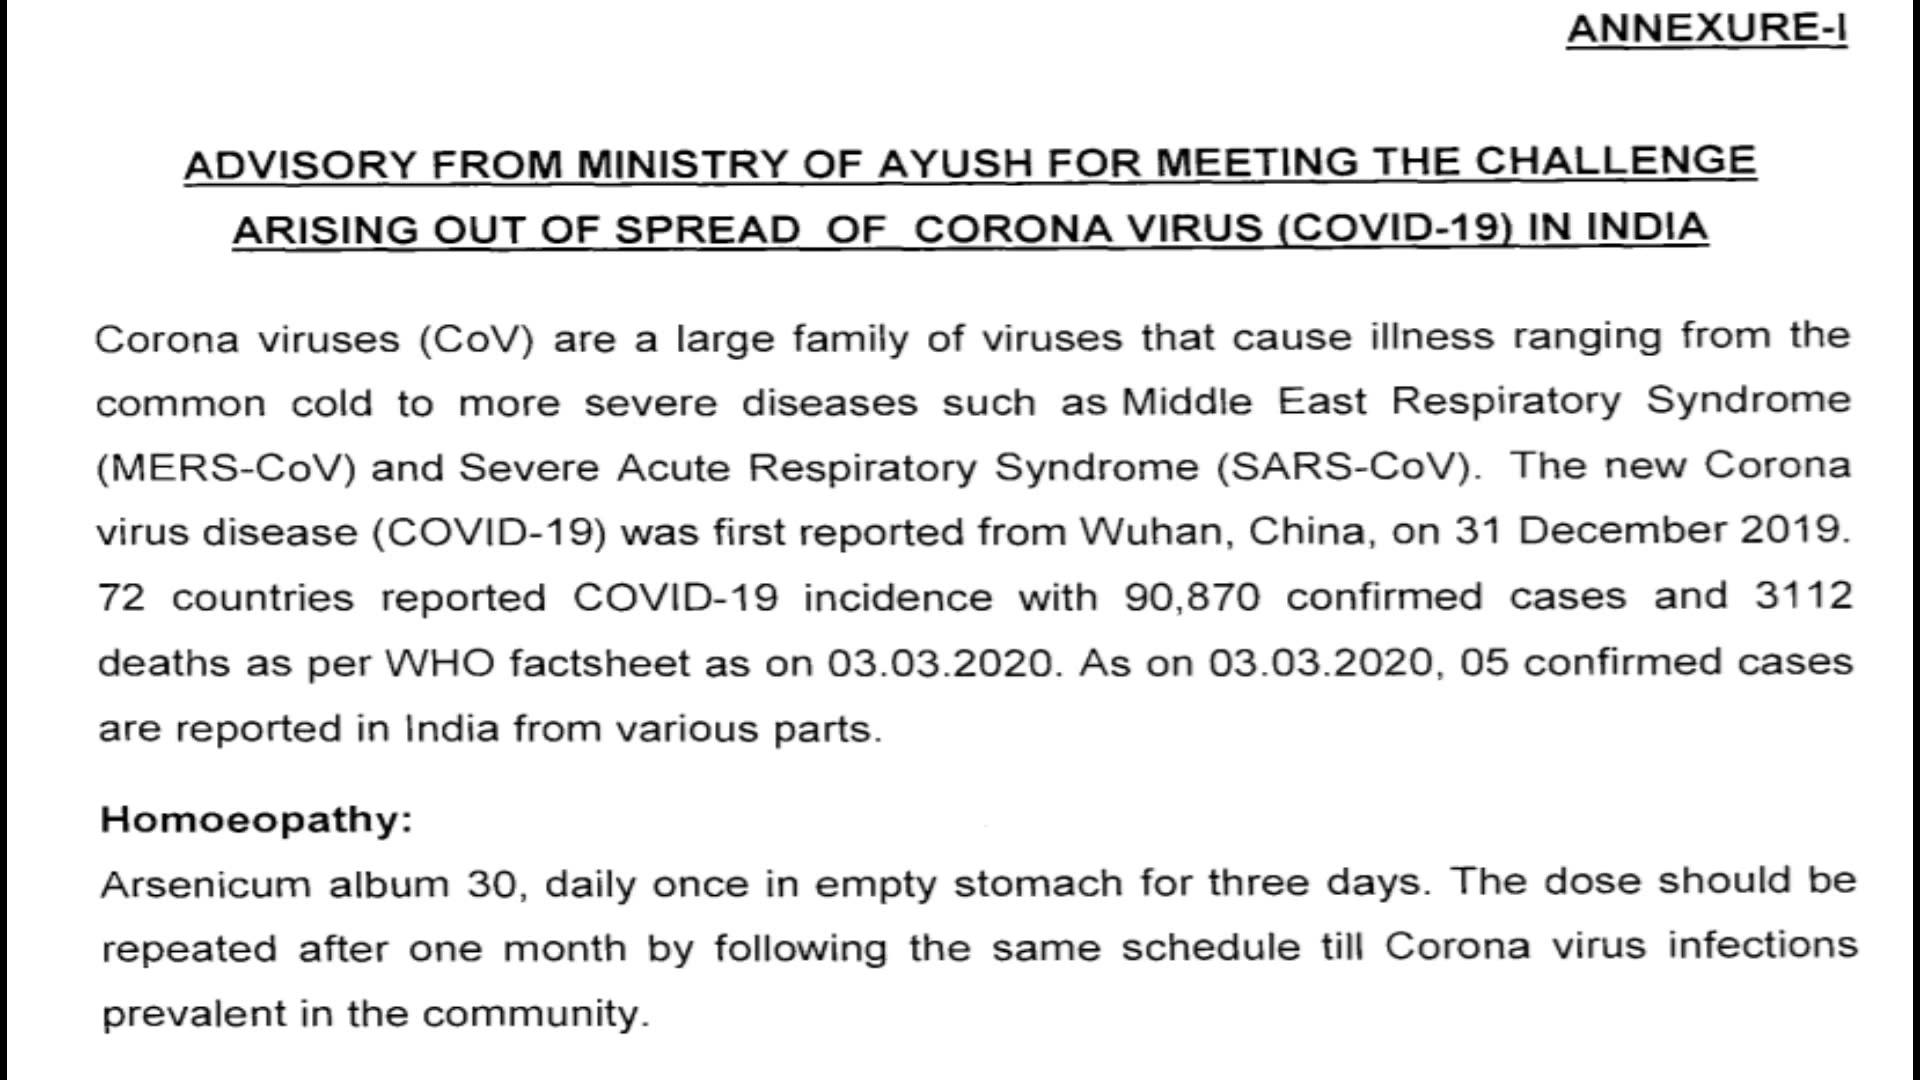 ANNEXURE-I
ADVISORY FROM MINISTRY OF AYUSH FOR MEETING THE CHALLENGE
ARISING OUT OF SPREAD OF CORONA VIRUS (COVID-19) IN INDIA
Corona viruses (CoV) are a large family of viruses that cause illness ranging from the
common cold to more severe diseases such as Middle East Respiratory Syndrome
(MERS-CoV) and Severe Acute Respiratory Syndrome (SARS-CoV). The new Corona
virus disease (COVID-19) was first reported from Wuhan, China, on 31 December 2019.
72 countries reported COVID-19 incidence with 90,870 confirmed cases and 3112
deaths as per WHO factsheet as on 03.03.2020. As on 03.03.2020, 05 confirmed cases
are reported in India from various parts.
Homoeopathy:
Arsenicum album 30, daily once in empty stomach for three days. The dose should be
repeated after one month by following the same schedule till Corona virus infections
prevalent in the community.